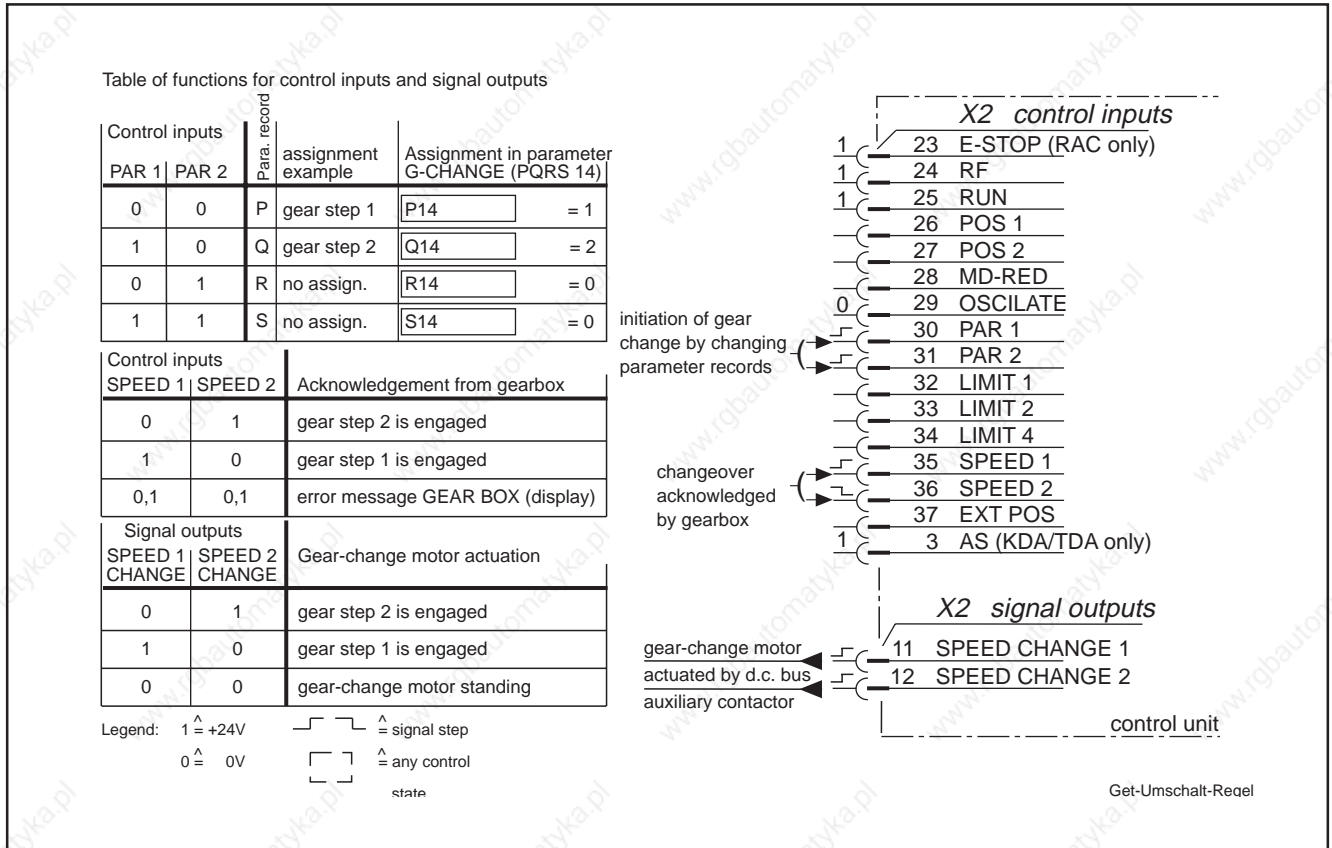 Table of functions for control inputs and signal outputs
Control inputs
PAR 1 PAR 2
Para. record
assignment
example
Assignment in parameter
G-CHANGE (PQRS 14)
0 0 P gear step 1 P14 = 1
1 0 Q gear step 2 Q14 = 2
0 1 R no assign. R14 = 0
1 1 S no assign. S14 = 0
Control inputs
SPEED 1 SPEED 2 Acknowledgement from gearbox
0 1 gear step 2 is engaged
1 0 gear step 1 is engaged
0,1 0,1 error message GEAR BOX (display)
Signal outputs
SPEED 1 SPEED 2
CHANGE CHANGE
Gear-change motor actuation
0 1 gear step 2 is engaged
1 0 gear step 1 is engaged
0 0 gear-change motor standing
Legend: 1 ≙ +24V ≙ signal step
0 ≙ 0V ≙ any control
state
X2 control inputs
1 23 E-STOP (RAC only)
1 24 RF
1 25 RUN
26 POS 1
27 POS 2
28 MD-RED
0 29 OSCILATE
30 PAR 1
31 PAR 2
32 LIMIT 1
33 LIMIT 2
34 LIMIT 4
35 SPEED 1
36 SPEED 2
37 EXT POS
1 3 AS (KDA/TDA only)
initiation of gear
change by changing
parameter records
changeover
acknowledged
by gearbox
X2 signal outputs
11 SPEED CHANGE 1
12 SPEED CHANGE 2
gear-change motor
actuated by d.c. bus
auxiliary contactor
control unit
Get-Umschalt-Regel
www.rgbautomatyka.pl